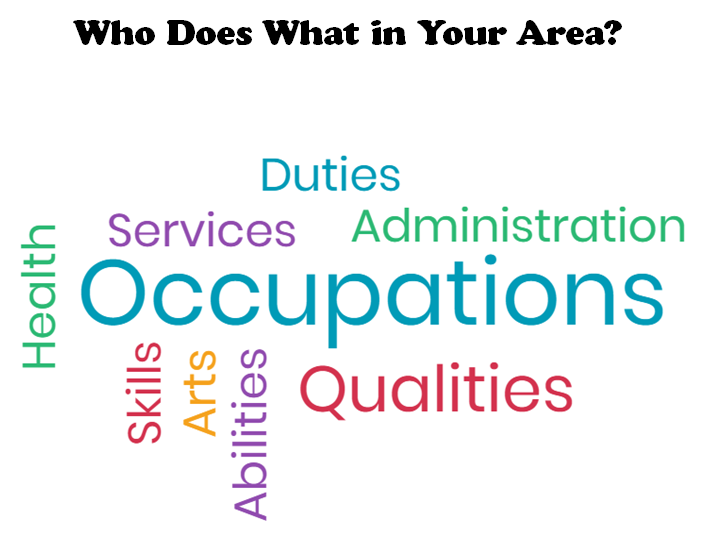 Who Does What in Your Area?
Duties
Services
Administration
Health
Occupations
Skills
Arts
Abilities
Qualities